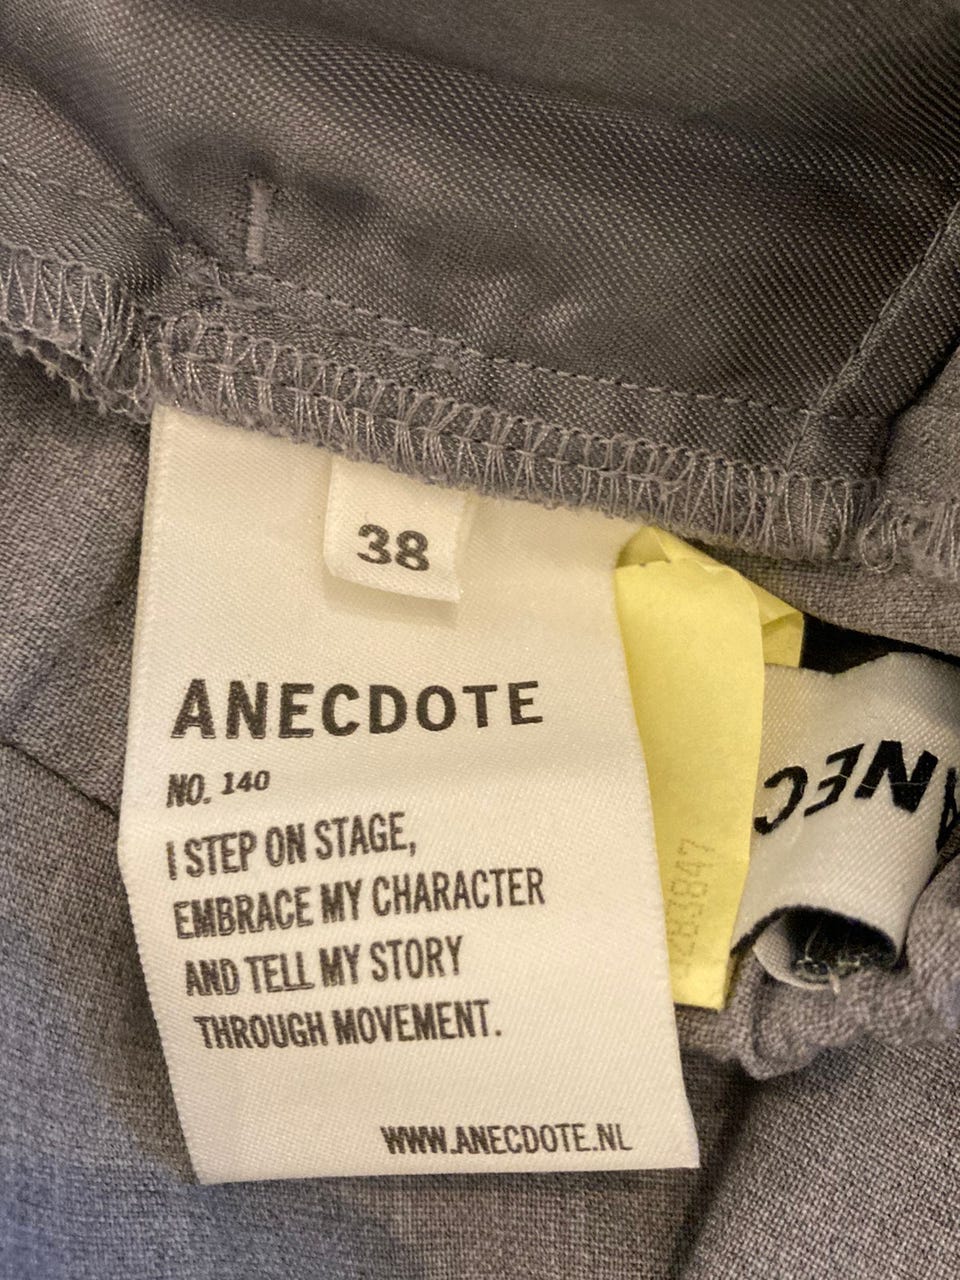 38
ANECDOTE
NO. 140
I STEP ON STAGE,
EMBRACE MY CHARACTER
AND TELL MY STORY
THROUGH MOVEMENT.
WWW.ANECDOTE.NL
ANEC